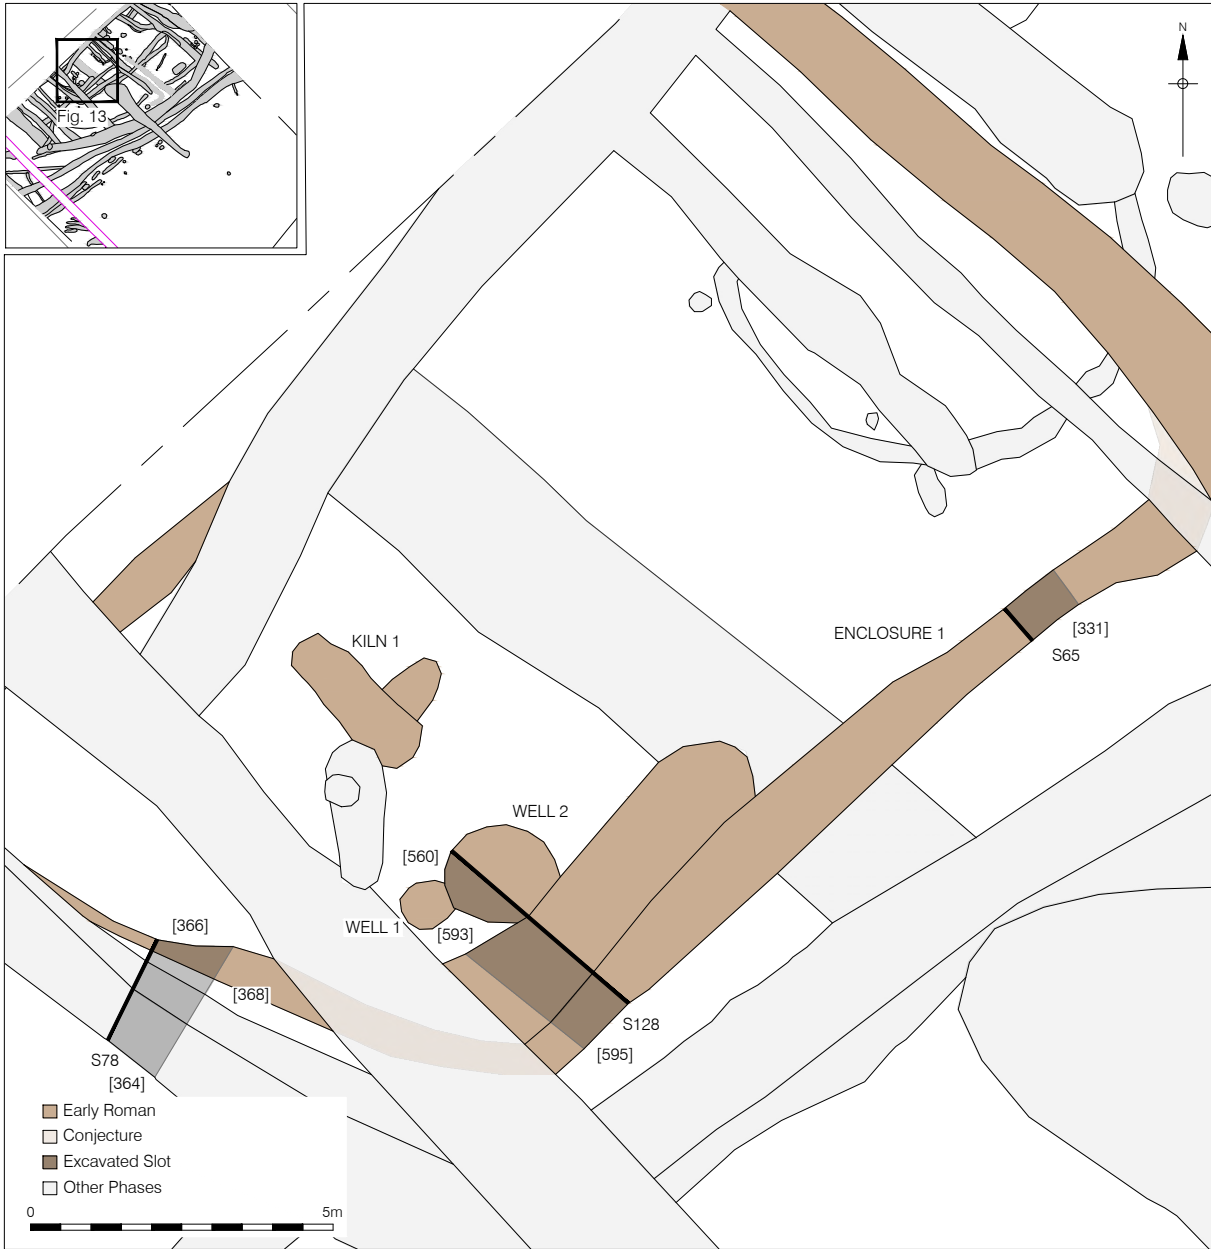 Fig. 13
N
ENCLOSURE 1
[331]
S65
KILN 1
WELL 2
[560]
WELL 1
[593]
[366]
[368]
S128
[595]
S78
[364]
Early Roman
Conjecture
Excavated Slot
Other Phases
0 5m